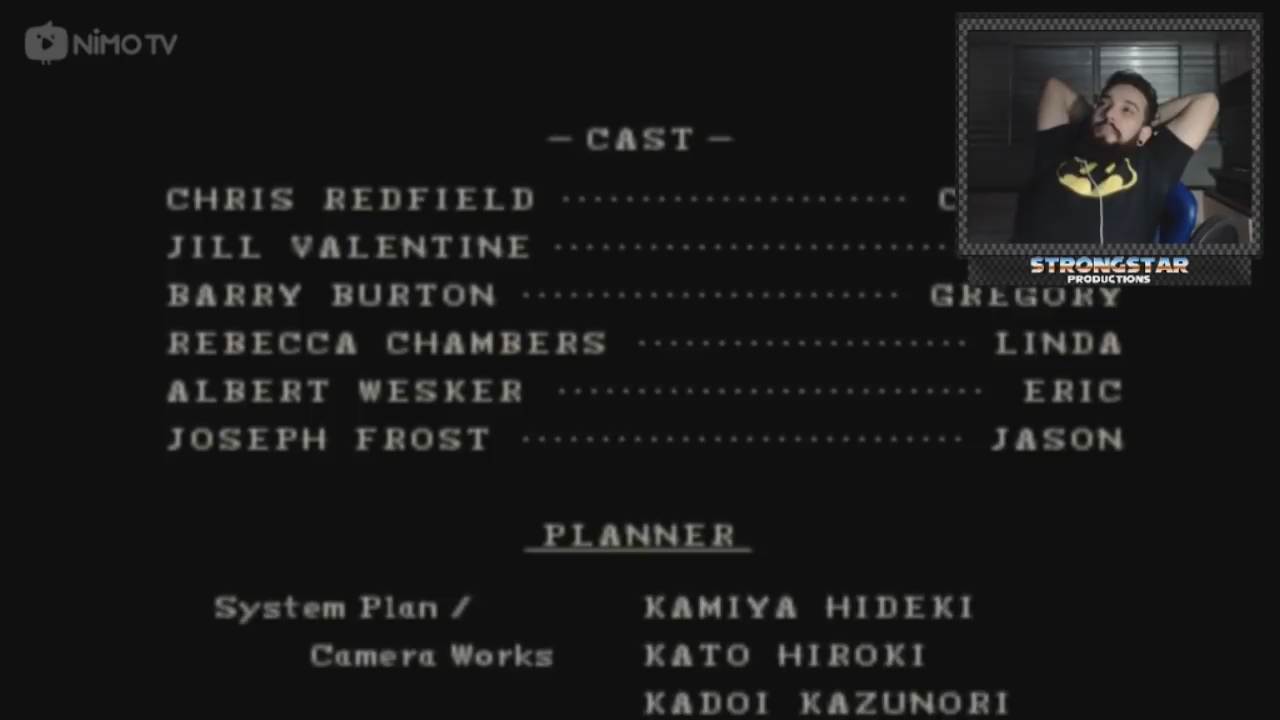 NiMO TV
— CAST —
CHRIS REDFIELD ...................... C
JILL VALENTINE .........................
BARRY BURTON ........................ GREGORY
REBECCA CHAMBERS ..................... LINDA
ALBERT WESKER ........................... ERIC
JOSEPH FROST ............................ JASON
STRONGSTAR
PRODUCTIONS
PLANNER
System Plan / KAMIYA HIDEKI
Camera Works KATO HIROKI
KADOI KAZUNORI